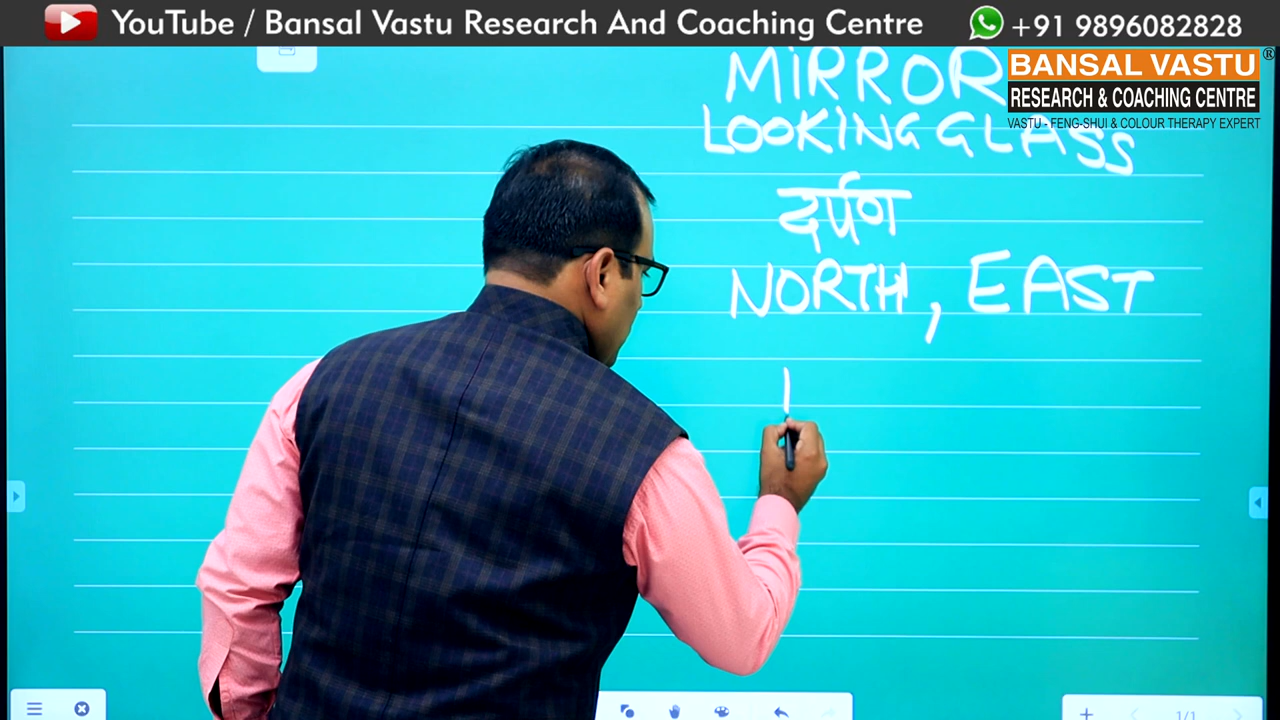 YouTube / Bansal Vastu Research And Coaching Centre
+91 9896082828
BANSAL VASTU ®
RESEARCH & COACHING CENTRE
VASTU - FENG-SHUI & COLOUR THERAPY EXPERT
MIRROR
LOOKING GLASS
दर्पण
NORTH, EAST
1/1